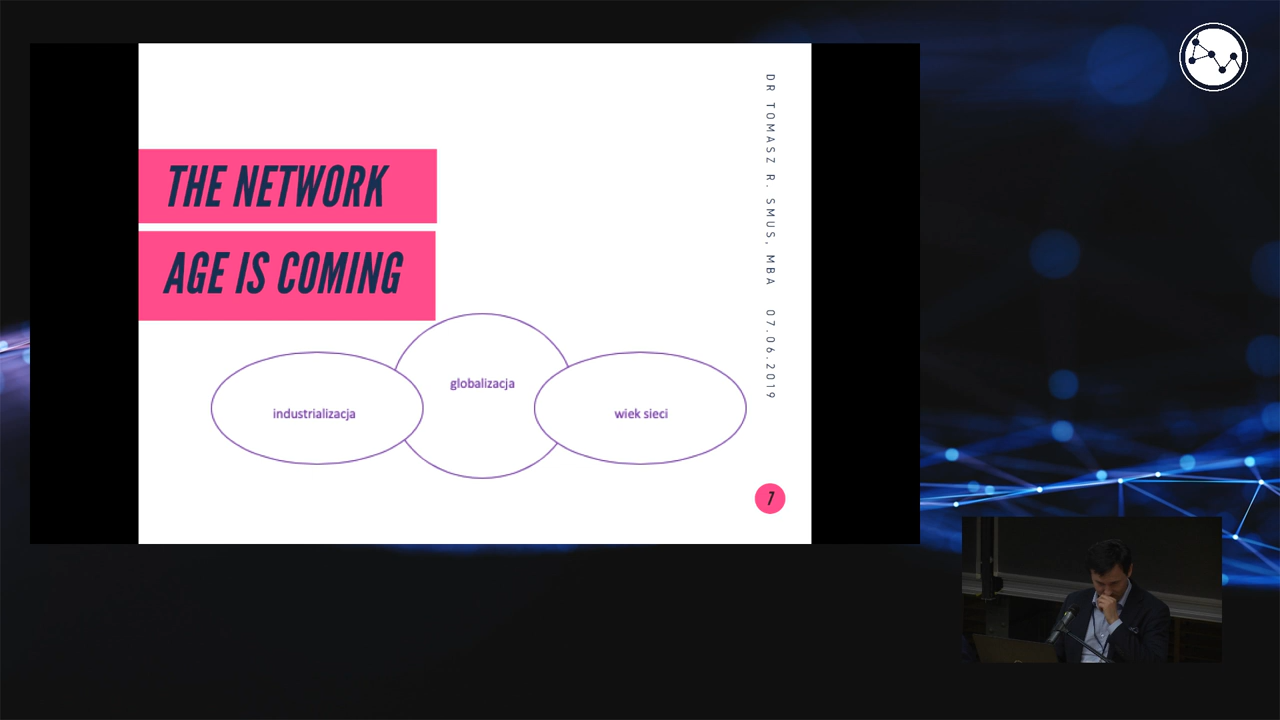 THE NETWORK
AGE IS COMING
DR TOMASZ R. SMUS, MBA 07.06.2019
globalizacja
industrializacja
wiek sieci
7